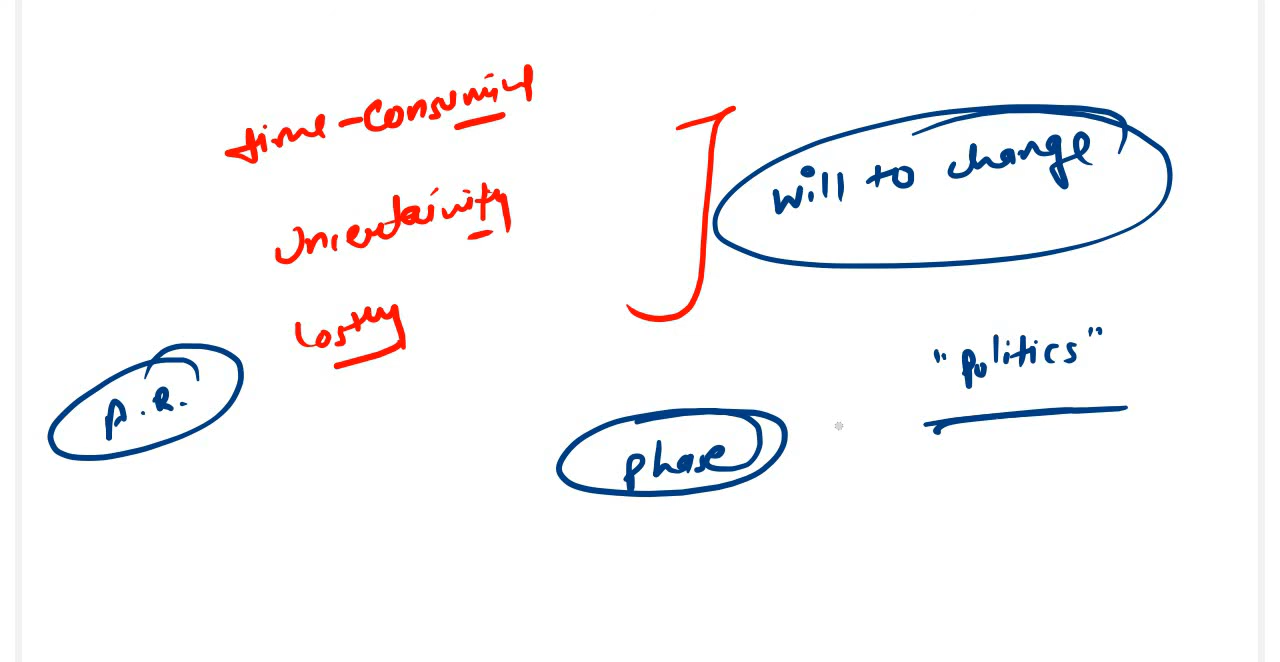 time-consuming
will to change
uncertainity
costly
"politics"
P.R.
phase